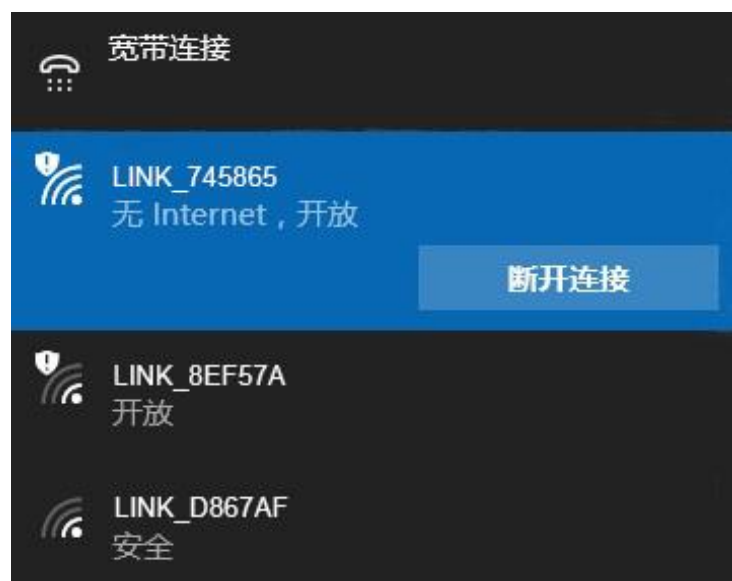 宽带连接
LINK_745865
无 Internet，开放
断开连接
LINK_8EF57A
开放
LINK_D867AF
安全